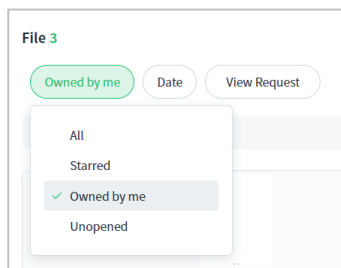 File 3
Owned by me Date View Request
All
Starred
Owned by me
Unopened